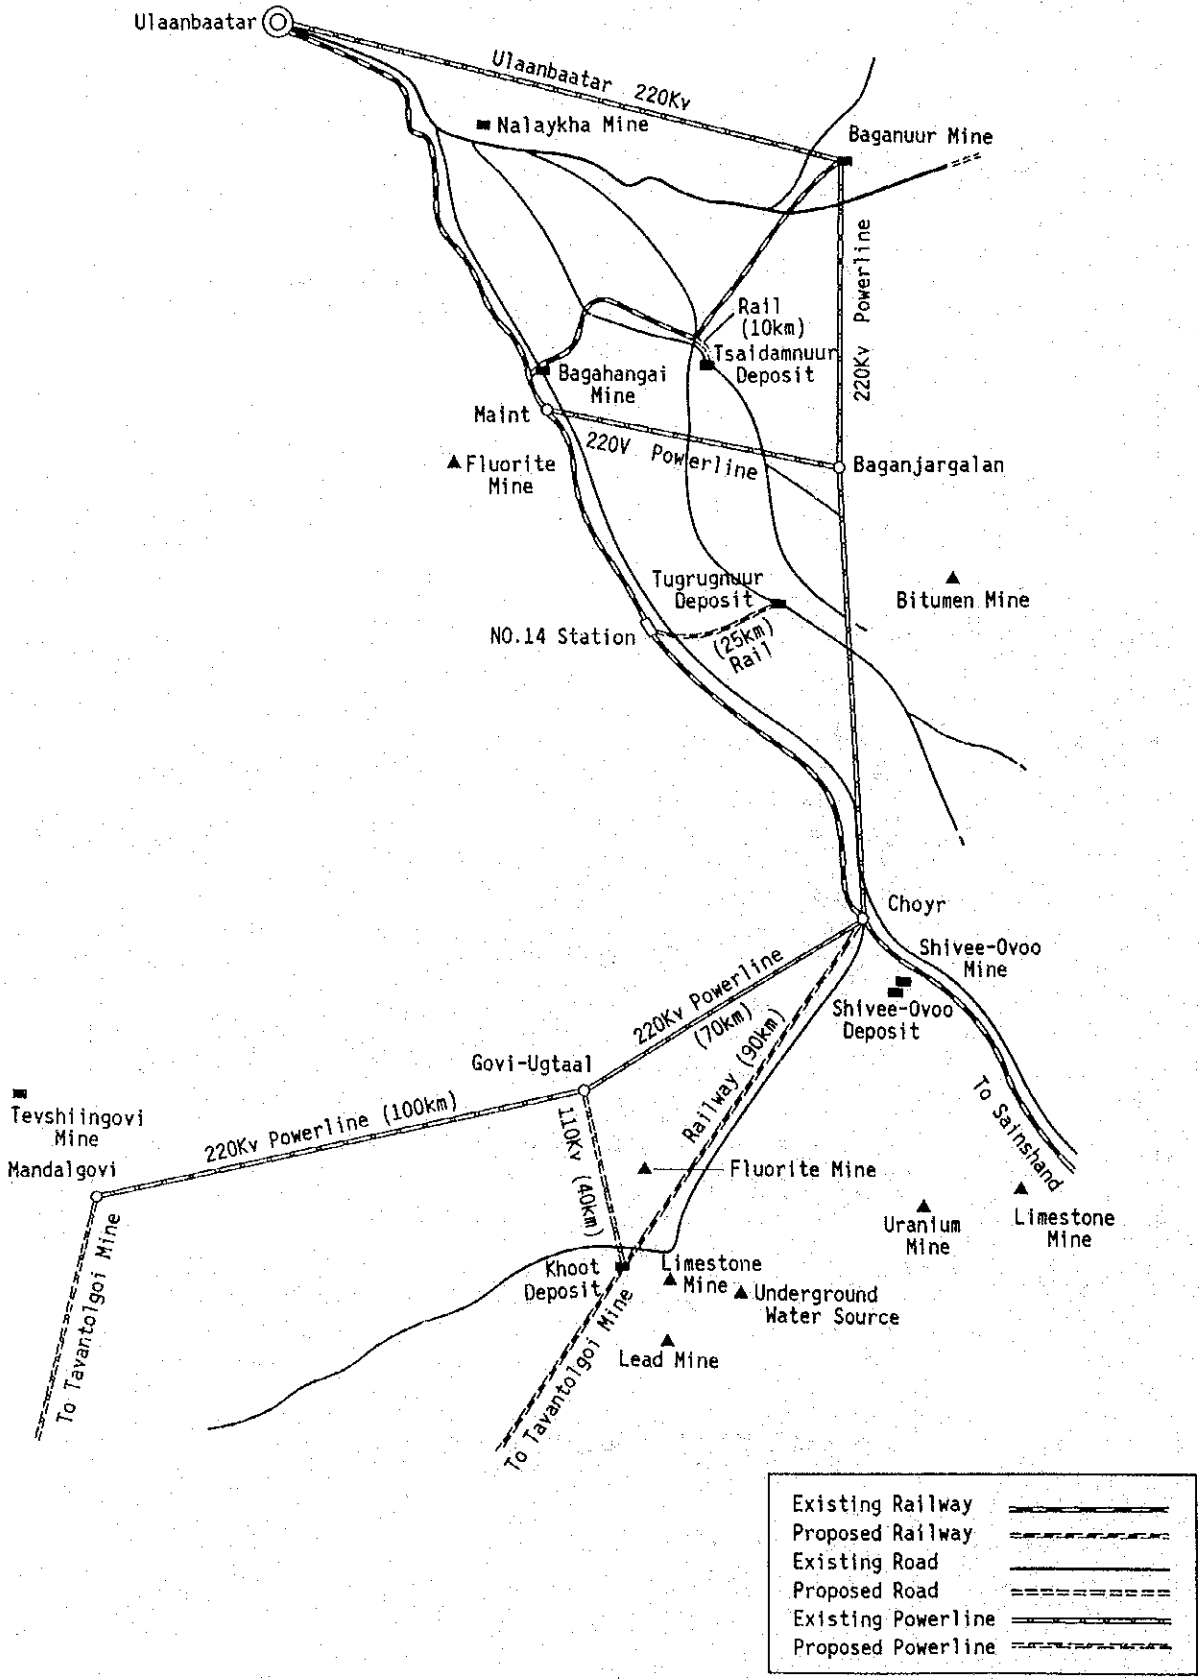 Ulaanbaatar
Ulaanbaatar 220Kv
Nalaykha Mine
Baganuur Mine
220Kv Powerline
Rail
(10km)
Tsaidamnuur
Deposit
Bagahangai
Mine
Maint
220V Powerline
Baganjargalan
Fluorite
Mine
Tugrugnuur
Deposit
Bitumen Mine
NO.14 Station
(25km)
Rail
Choyr
Shivee-Ovoo
Mine
Shivee-Ovoo
Deposit
220Kv Powerline
(70km)
Railway (90km)
Govi-Ugtaal
To Sainshand
Tevshiingovi
Mine
220Kv Powerline (100km)
110Kv (40km)
Mandalgovi
Fluorite Mine
Uranium
Mine
Limestone
Mine
To Tavantolgoi Mine
Khoot
Deposit
Limestone
Mine
Underground
Water Source
Lead Mine
To Tavantolgoi Mine
Existing Railway
Proposed Railway
Existing Road
Proposed Road
Existing Powerline
Proposed Powerline